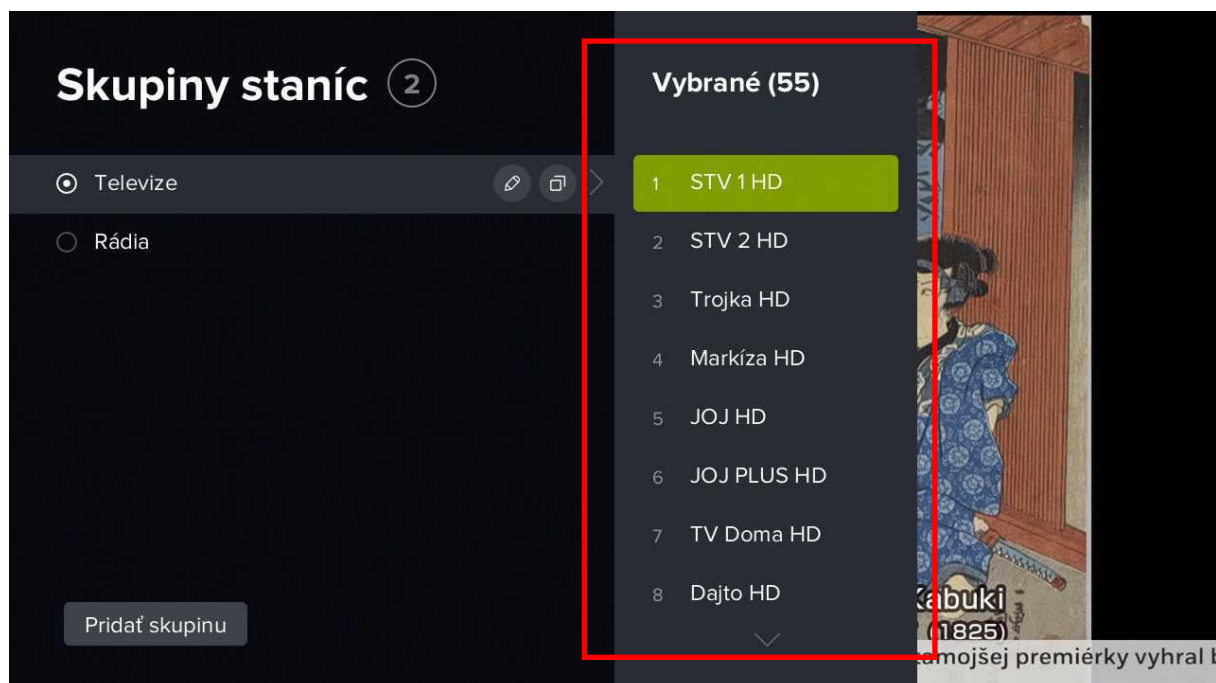 Skupiny staníc 2
Televize
Rádia
Pridať skupinu
Vybrané (55)
1 STV 1 HD
2 STV 2 HD
3 Trojka HD
4 Markíza HD
5 JOJ HD
6 JOJ PLUS HD
7 TV Doma HD
8 Dajto HD
Kabuki
(1825)
amojšej premiérky vyhral